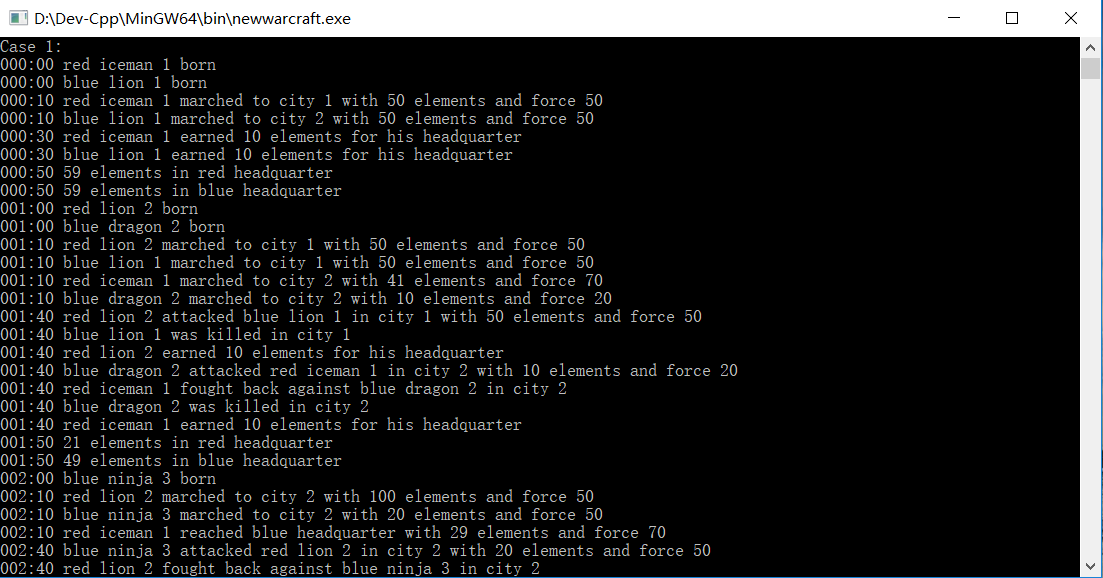 D:\Dev-Cpp\MinGW64\bin\newwarcraft.exe
Case 1:
000:00 red iceman 1 born
000:00 blue lion 1 born
000:10 red iceman 1 marched to city 1 with 50 elements and force 50
000:10 blue lion 1 marched to city 2 with 50 elements and force 50
000:30 red iceman 1 earned 10 elements for his headquarter
000:30 blue lion 1 earned 10 elements for his headquarter
000:50 59 elements in red headquarter
000:50 59 elements in blue headquarter
001:00 red lion 2 born
001:00 blue dragon 2 born
001:10 red lion 2 marched to city 1 with 50 elements and force 50
001:10 blue lion 1 marched to city 1 with 50 elements and force 50
001:10 red iceman 1 marched to city 2 with 41 elements and force 70
001:10 blue dragon 2 marched to city 2 with 10 elements and force 20
001:40 red lion 2 attacked blue lion 1 in city 1 with 50 elements and force 50
001:40 blue lion 1 was killed in city 1
001:40 red lion 2 earned 10 elements for his headquarter
001:40 blue dragon 2 attacked red iceman 1 in city 2 with 10 elements and force 20
001:40 red iceman 1 fought back against blue dragon 2 in city 2
001:40 blue dragon 2 was killed in city 2
001:40 red iceman 1 earned 10 elements for his headquarter
001:50 21 elements in red headquarter
001:50 49 elements in blue headquarter
002:00 blue ninja 3 born
002:10 red lion 2 marched to city 2 with 100 elements and force 50
002:10 blue ninja 3 marched to city 2 with 20 elements and force 50
002:10 red iceman 1 reached blue headquarter with 29 elements and force 70
002:40 blue ninja 3 attacked red lion 2 in city 2 with 20 elements and force 50
002:40 red lion 2 fought back against blue ninja 3 in city 2